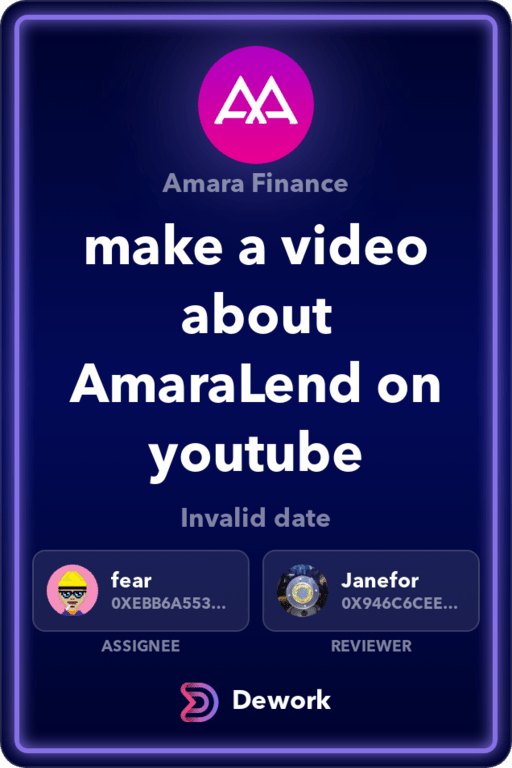 Amara Finance
make a video
about
AmaraLend on
youtube
Invalid date
fear
0XEBB6A553...
ASSIGNEE
Janefor
0X946C6CEE...
REVIEWER
Dework